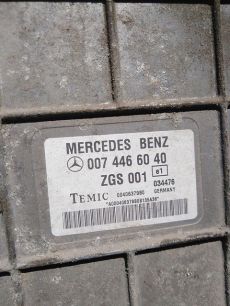 MERCEDES BENZ
007 446 60 40
ZGS 001 e1
034476
TEMIC 0040637980 GERMANY